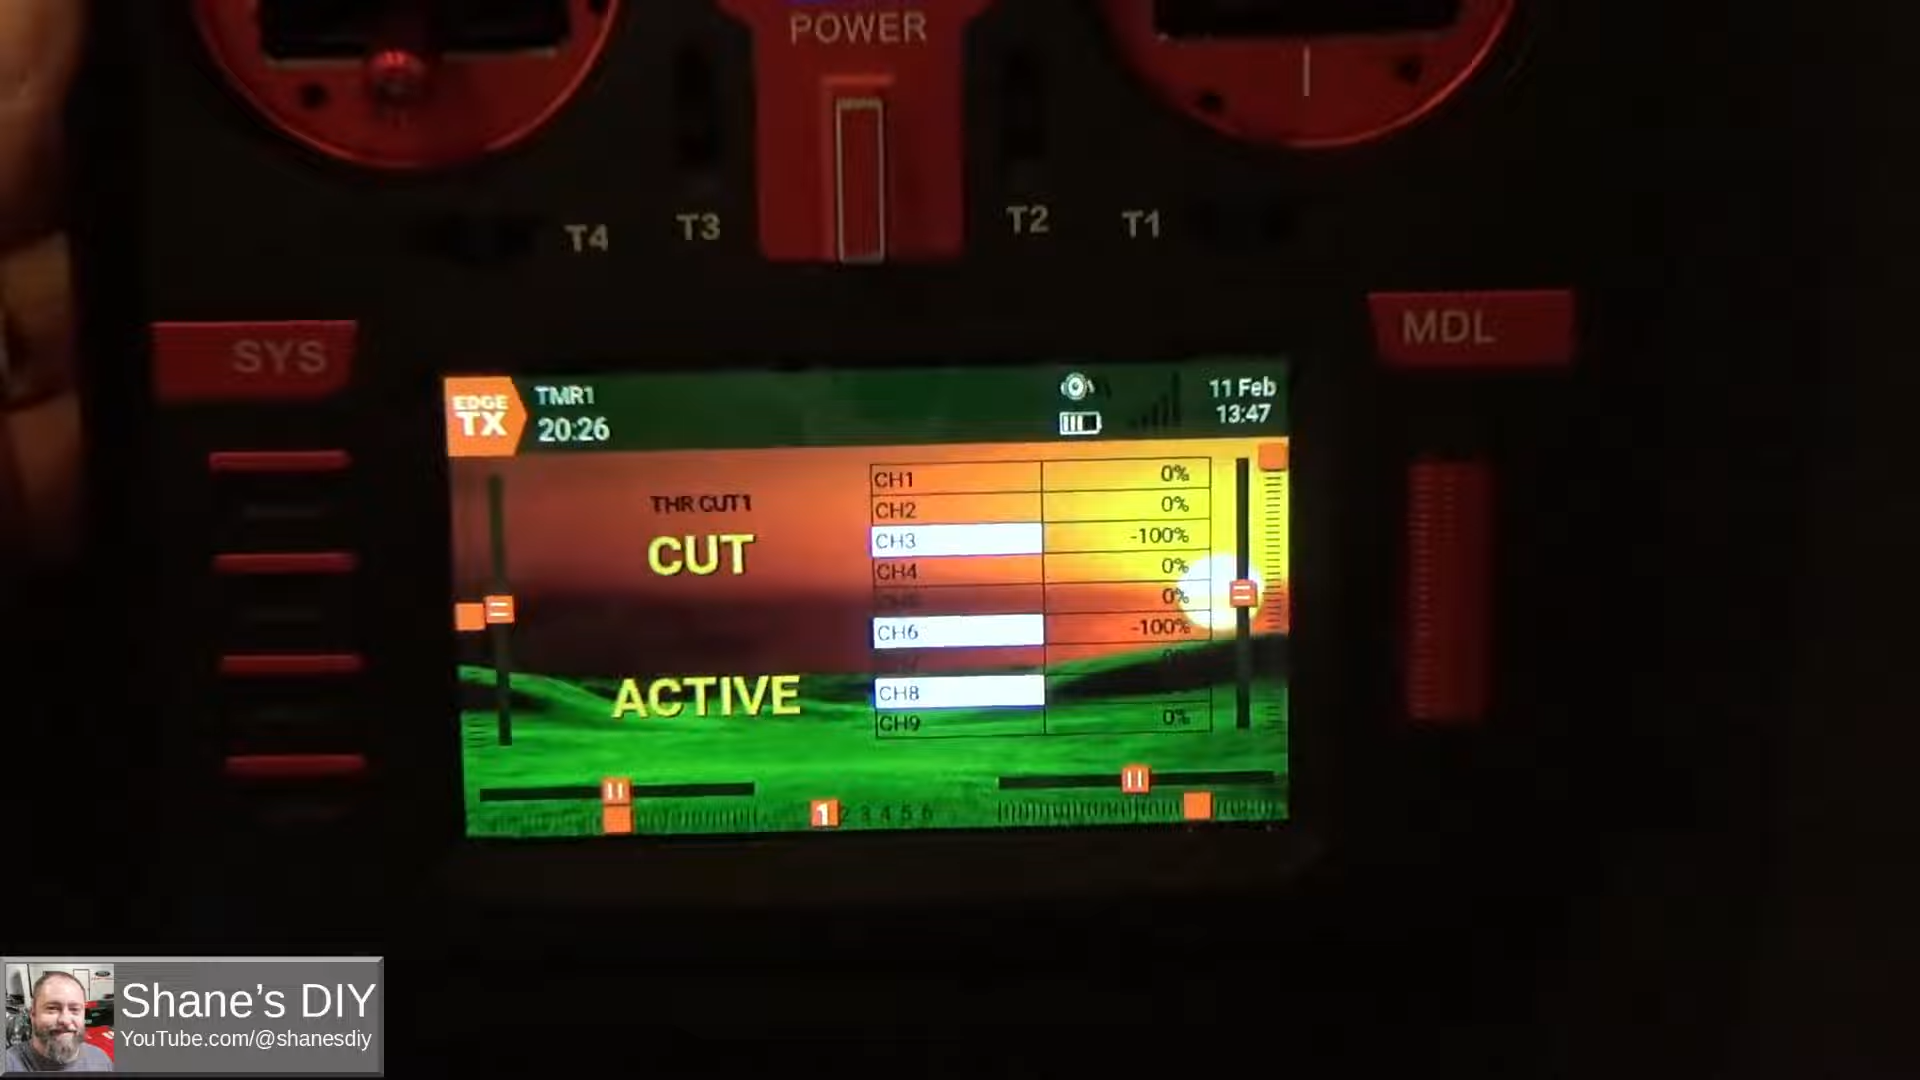 POWER
T4
T3
T2
T1
SYS
MDL
EDGE
TX
TMR1
20:26
11 Feb
13:47
THR CUT1
CUT
ACTIVE
CH1 0%
CH2 0%
CH3 -100%
CH4 0%
0%
CH6 -100%
CH8
CH9 0%
1 2 3 4 5 6
Shane's DIY
YouTube.com/@shanesdiy